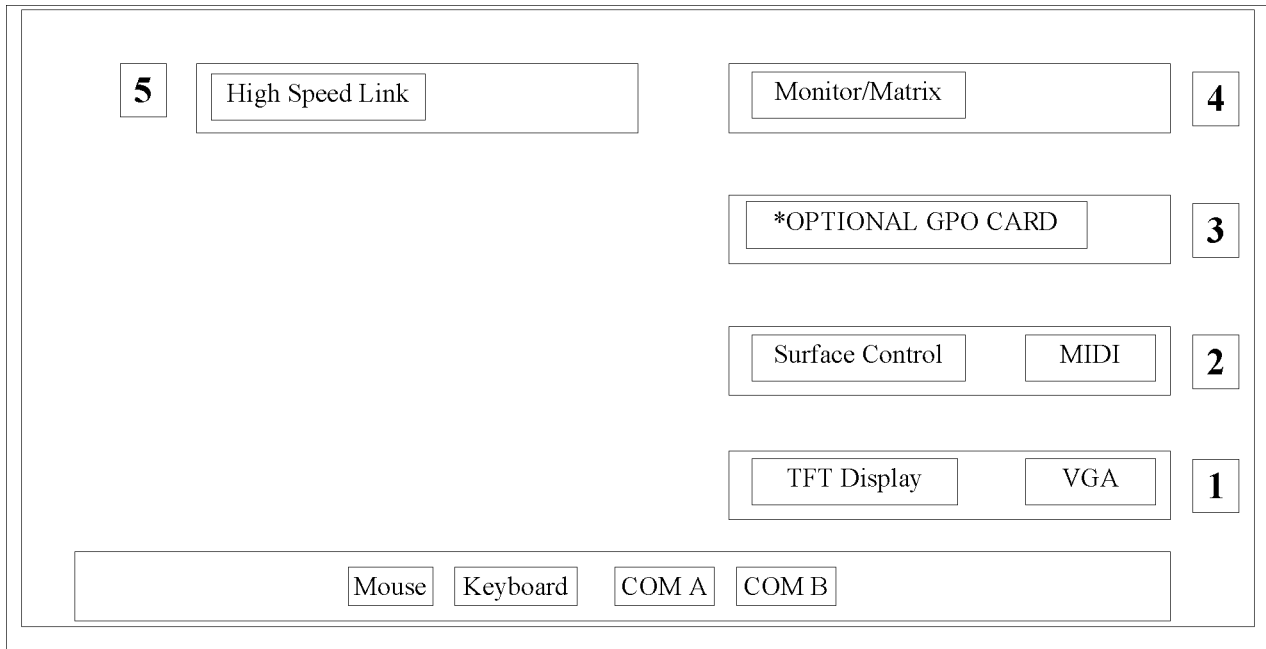 5 High Speed Link Monitor/Matrix 4
*OPTIONAL GPO CARD 3
Surface Control MIDI 2
TFT Display VGA 1
Mouse Keyboard COM A COM B